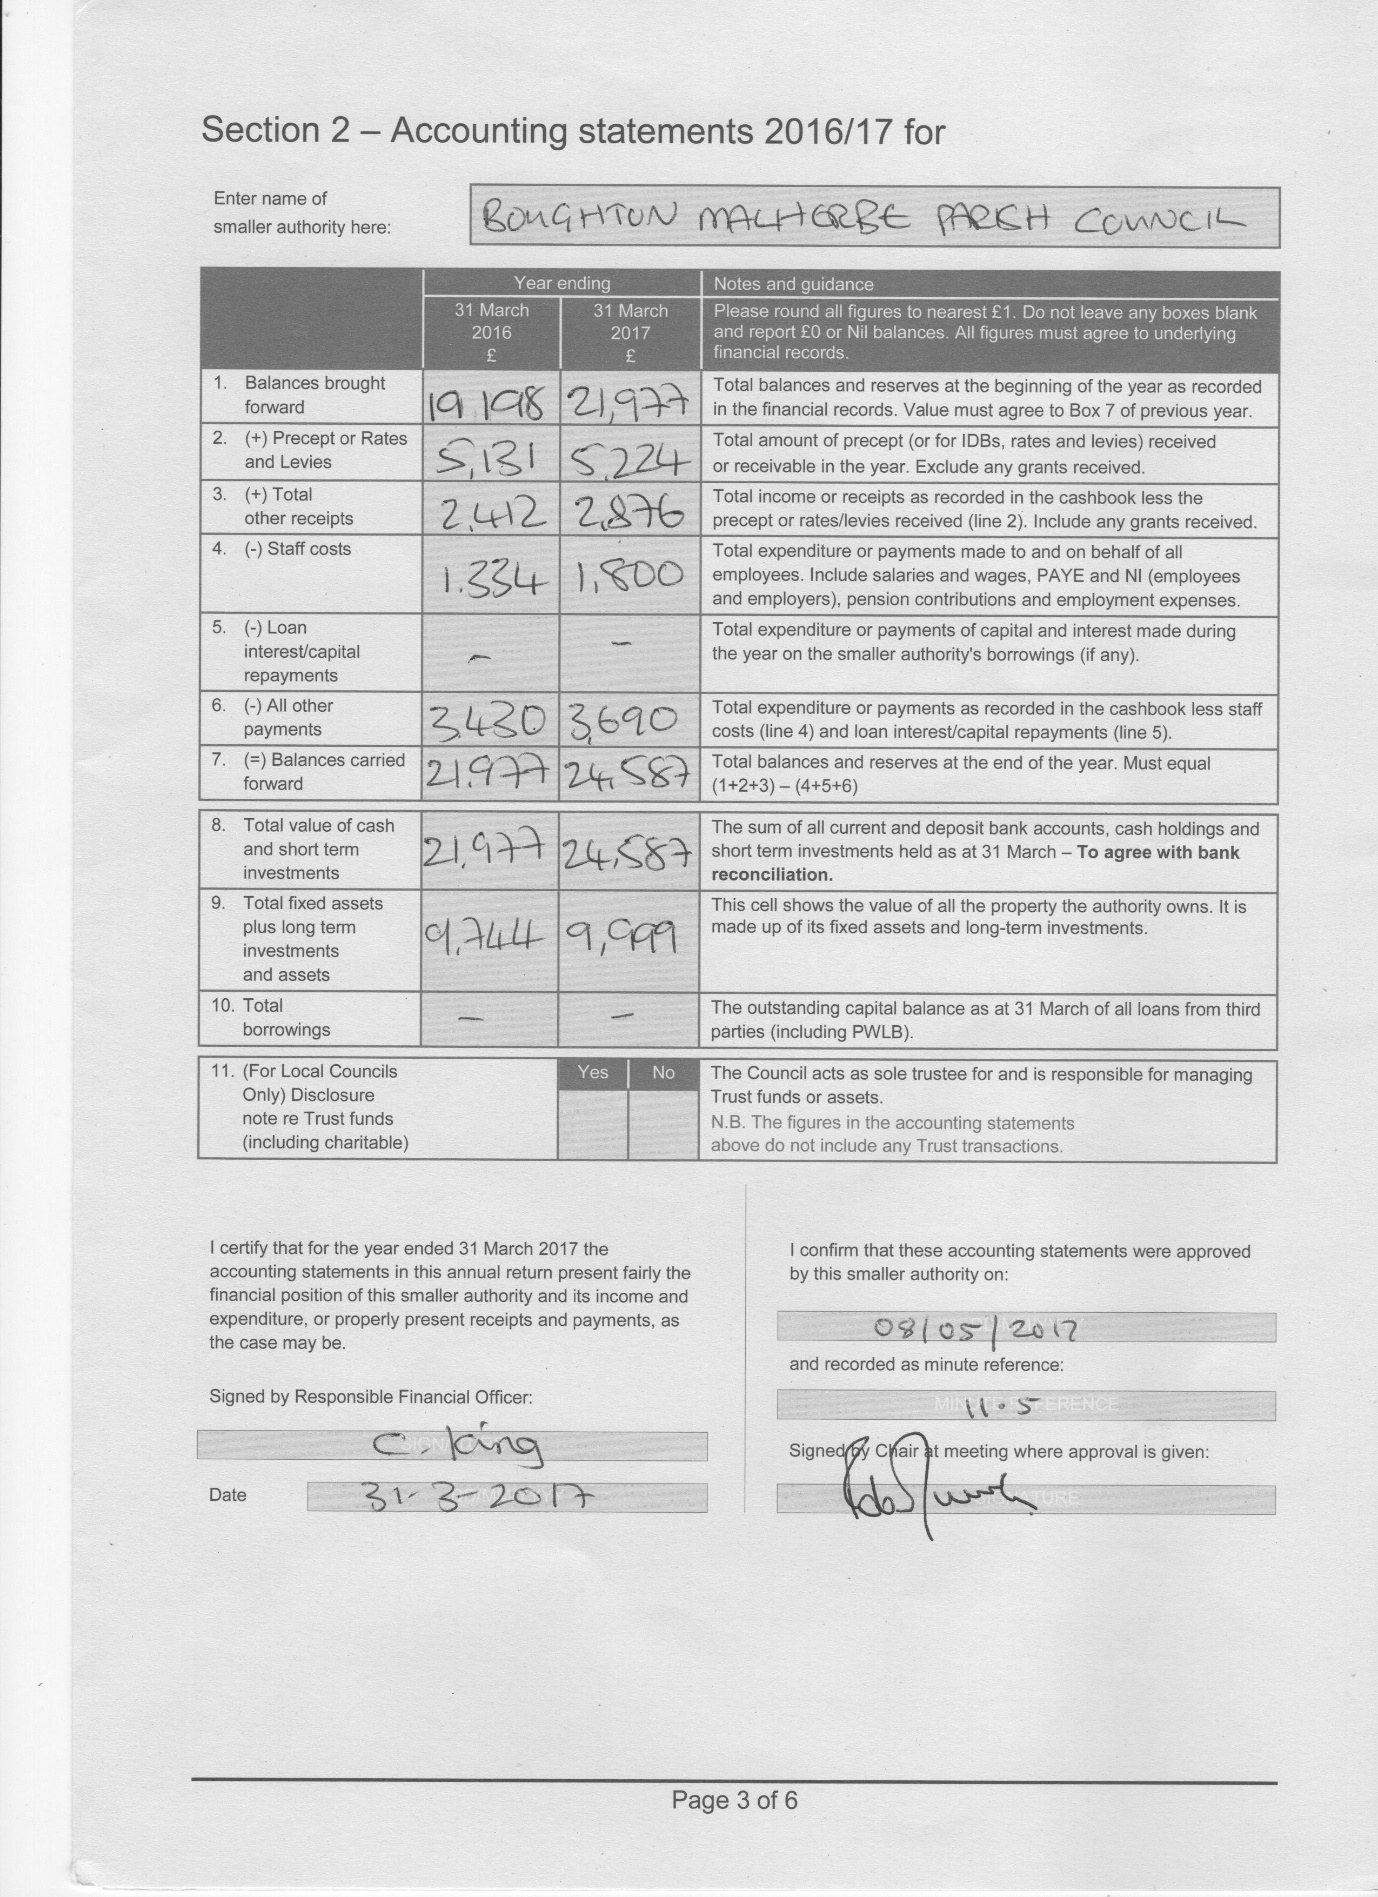 Section 2 – Accounting statements 2016/17 for
Enter name of
smaller authority here:
BOUGHTON MALHERBE PARISH COUNCIL
Year ending
Notes and guidance
31 March
2016
£
31 March
2017
£
Please round all figures to nearest £1. Do not leave any boxes blank
and report £0 or Nil balances. All figures must agree to underlying
financial records.
1. Balances brought
forward
19 198 21,977
Total balances and reserves at the beginning of the year as recorded
in the financial records. Value must agree to Box 7 of previous year.
2. (+) Precept or Rates
and Levies
5,131 5,224
Total amount of precept (or for IDBs, rates and levies) received
or receivable in the year. Exclude any grants received.
3. (+) Total
other receipts
2,412 2,876
Total income or receipts as recorded in the cashbook less the
precept or rates/levies received (line 2). Include any grants received.
4. (-) Staff costs
1.334 1,800
Total expenditure or payments made to and on behalf of all
employees. Include salaries and wages, PAYE and NI (employees
and employers), pension contributions and employment expenses.
5. (-) Loan
interest/capital
repayments
– –
Total expenditure or payments of capital and interest made during
the year on the smaller authority's borrowings (if any).
6. (-) All other
payments
3,430 3,690
Total expenditure or payments as recorded in the cashbook less staff
costs (line 4) and loan interest/capital repayments (line 5).
7. (=) Balances carried
forward
21.977 24,587
Total balances and reserves at the end of the year. Must equal
(1+2+3) – (4+5+6)
8. Total value of cash
and short term
investments
21,977 24,587
The sum of all current and deposit bank accounts, cash holdings and
short term investments held as at 31 March – To agree with bank
reconciliation.
9. Total fixed assets
plus long term
investments
and assets
9,744 9,999
This cell shows the value of all the property the authority owns. It is
made up of its fixed assets and long-term investments.
10. Total
borrowings
– –
The outstanding capital balance as at 31 March of all loans from third
parties (including PWLB).
11. (For Local Councils
Only) Disclosure
note re Trust funds
(including charitable)
Yes No
The Council acts as sole trustee for and is responsible for managing
Trust funds or assets.
N.B. The figures in the accounting statements
above do not include any Trust transactions.
I certify that for the year ended 31 March 2017 the
accounting statements in this annual return present fairly the
financial position of this smaller authority and its income and
expenditure, or properly present receipts and payments, as
the case may be.
Signed by Responsible Financial Officer:
C. King
Date
31-3-2017
I confirm that these accounting statements were approved
by this smaller authority on:
08/05/2017
and recorded as minute reference:
MINUTE REFERENCE
11.5
Signed by Chair at meeting where approval is given:
SIGNATURE
Page 3 of 6